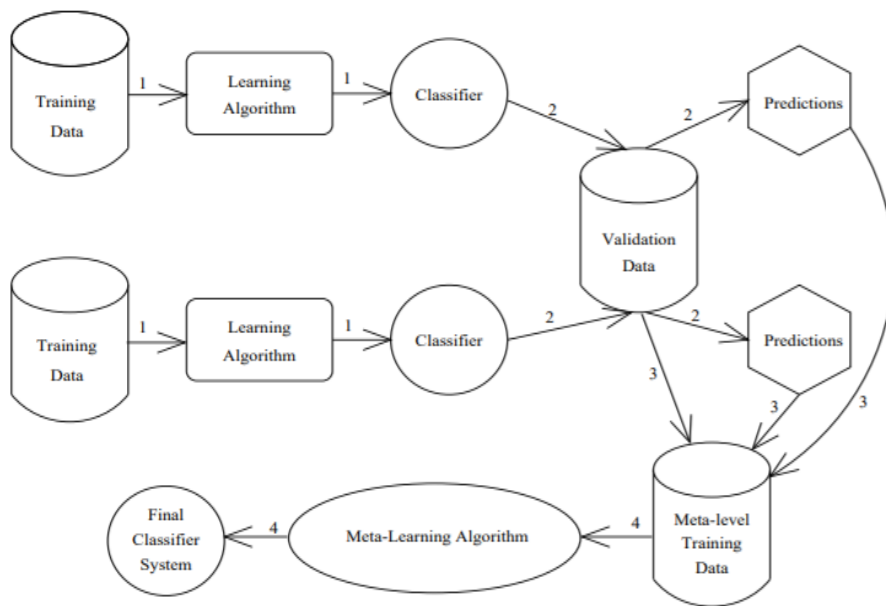 1
Training
Data
Learning
Algorithm
1
Classifier
2
2
Predictions
Validation
Data
1
Training
Data
Learning
Algorithm
1
Classifier
2
2
Predictions
3
3
3
Final
Classifier
System
4
Meta-Learning Algorithm
4
Meta-level
Training
Data